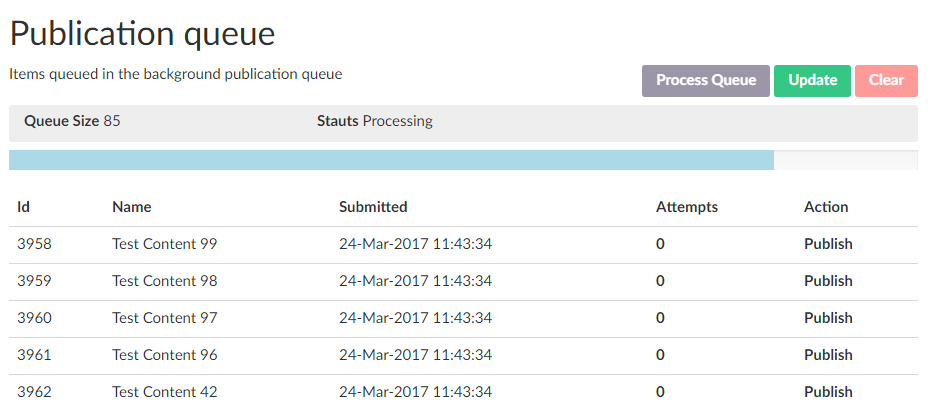 Publication queue
Items queued in the background publication queue
Process Queue Update Clear
Queue Size 85 Stauts Processing
Id Name Submitted Attempts Action
3958 Test Content 99 24-Mar-2017 11:43:34 0 Publish
3959 Test Content 98 24-Mar-2017 11:43:34 0 Publish
3960 Test Content 97 24-Mar-2017 11:43:34 0 Publish
3961 Test Content 96 24-Mar-2017 11:43:34 0 Publish
3962 Test Content 42 24-Mar-2017 11:43:34 0 Publish